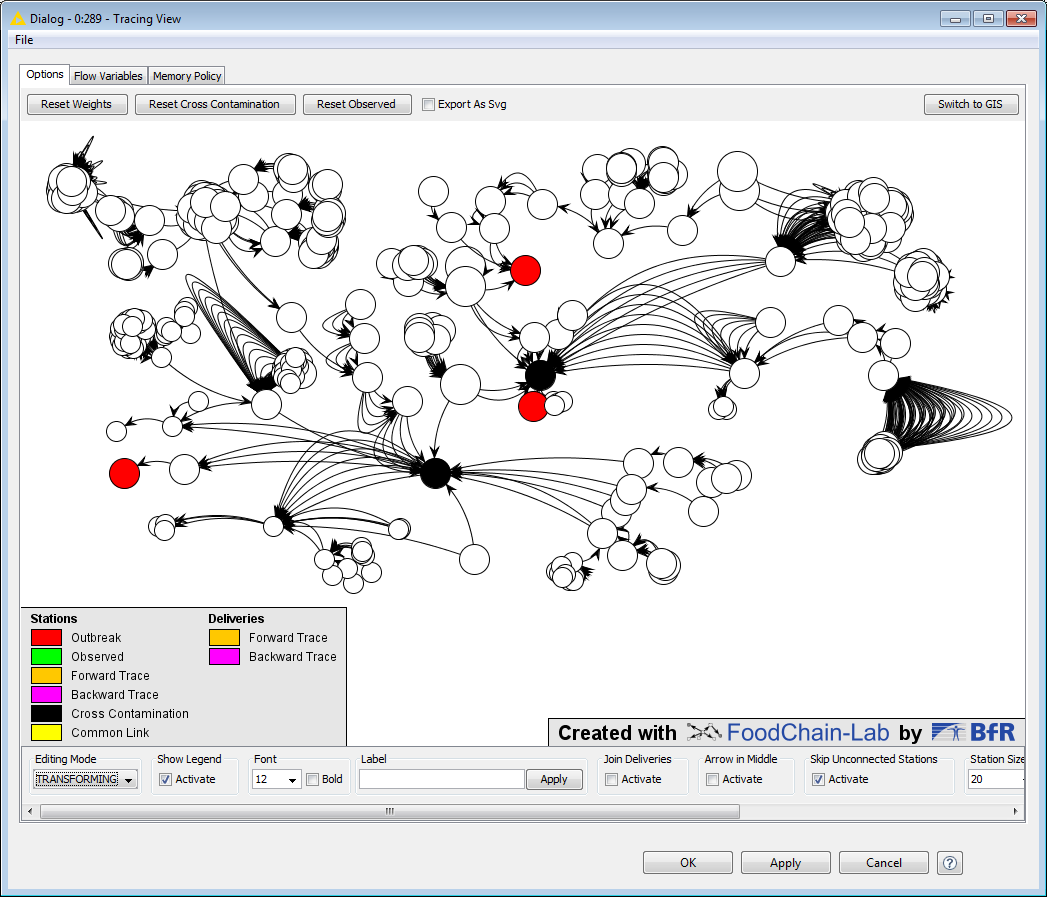 Dialog - 0:289 - Tracing View
File
Options Flow Variables Memory Policy
Reset Weights Reset Cross Contamination Reset Observed Export As Svg Switch to GIS
Stations Deliveries
Outbreak Forward Trace
Observed Backward Trace
Forward Trace
Backward Trace
Cross Contamination
Common Link
Created with FoodChain-Lab by BfR
Editing Mode Show Legend Font Label Join Deliveries Arrow in Middle Skip Unconnected Stations Station Size
TRANSFORMING Activate 12 Bold Apply Activate Activate Activate 20
OK Apply Cancel ?